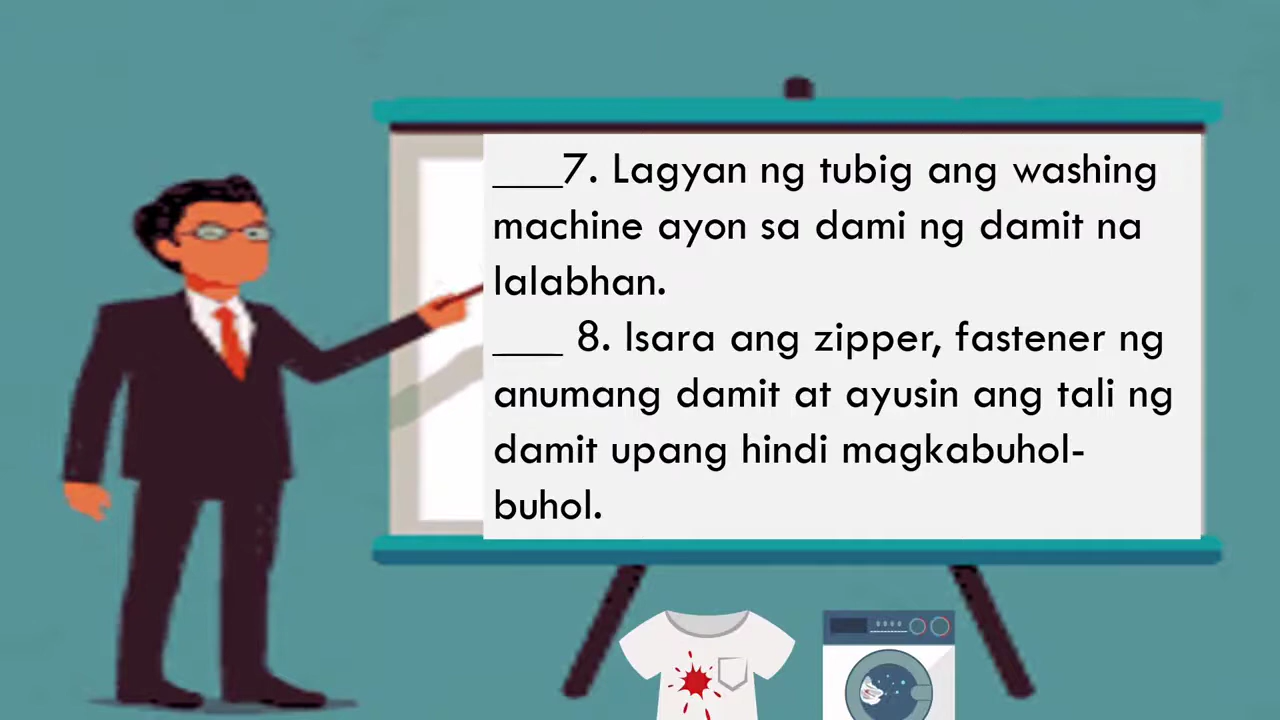 ___7. Lagyan ng tubig ang washing
machine ayon sa dami ng damit na
lalabhan.
___ 8. Isara ang zipper, fastener ng
anumang damit at ayusin ang tali ng
damit upang hindi magkabuhol-
buhol.